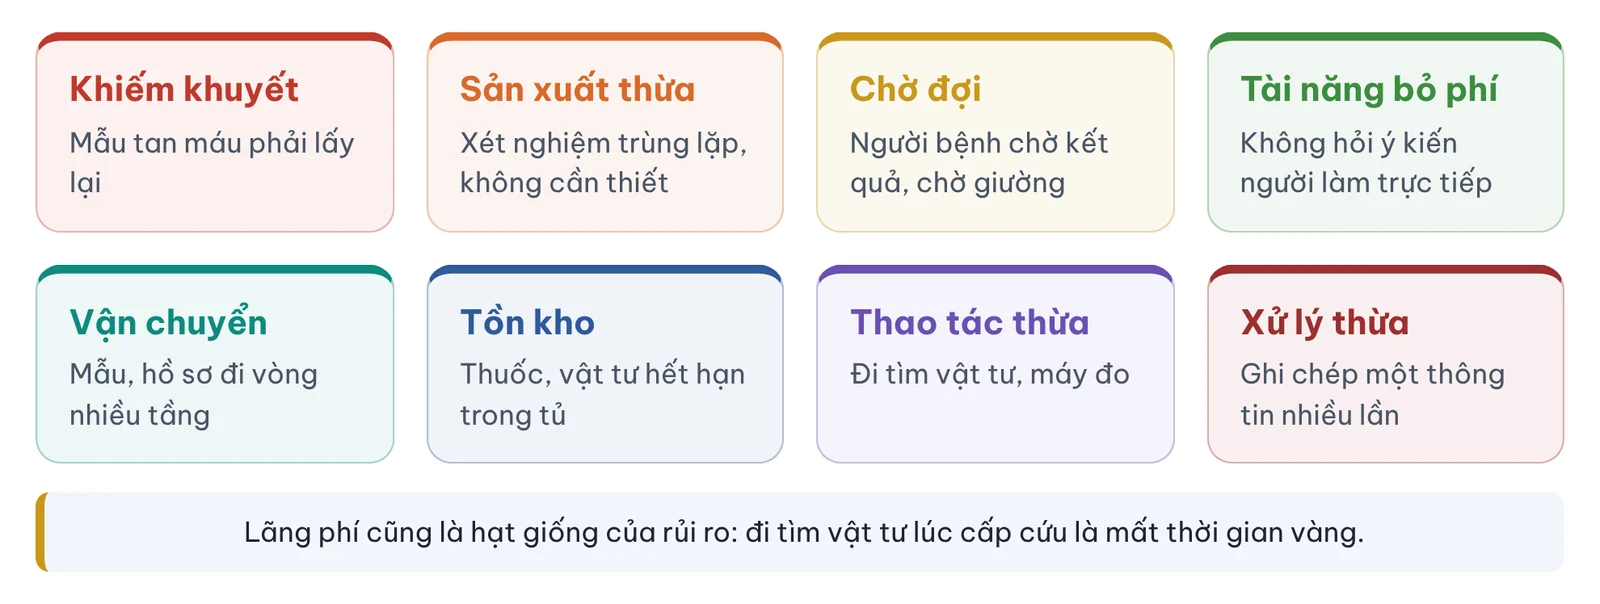 Khiếm khuyết
Mẫu tan máu phải lấy
lại
Sản xuất thừa
Xét nghiệm trùng lặp,
không cần thiết
Chờ đợi
Người bệnh chờ kết
quả, chờ giường
Tài năng bỏ phí
Không hỏi ý kiến
người làm trực tiếp
Vận chuyển
Mẫu, hồ sơ đi vòng
nhiều tầng
Tồn kho
Thuốc, vật tư hết hạn
trong tủ
Thao tác thừa
Đi tìm vật tư, máy đo
Xử lý thừa
Ghi chép một thông
tin nhiều lần
Lãng phí cũng là hạt giống của rủi ro: đi tìm vật tư lúc cấp cứu là mất thời gian vàng.